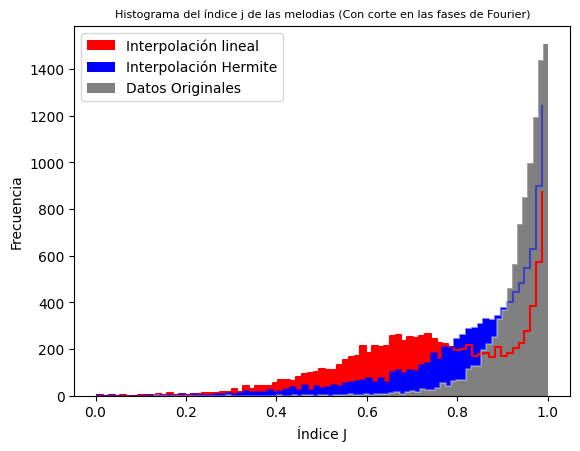 Histograma del índice j de las melodias (Con corte en las fases de Fourier)
Interpolación lineal
Interpolación Hermite
Datos Originales
Frecuencia
1400
1200
1000
800
600
400
200
0
0.0 0.2 0.4 0.6 0.8 1.0
Índice J